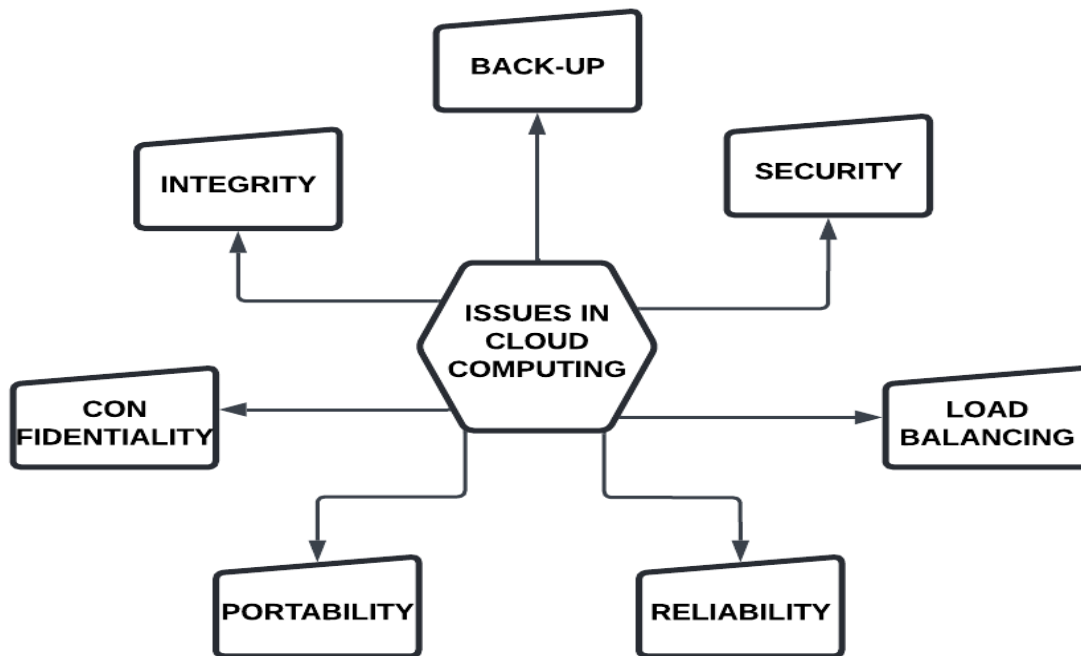 BACK-UP
INTEGRITY
SECURITY
ISSUES IN
CLOUD
COMPUTING
CON
FIDENTIALITY
LOAD
BALANCING
PORTABILITY
RELIABILITY